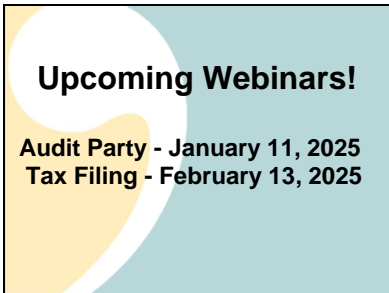 Upcoming Webinars!
Audit Party - January 11, 2025
Tax Filing - February 13, 2025